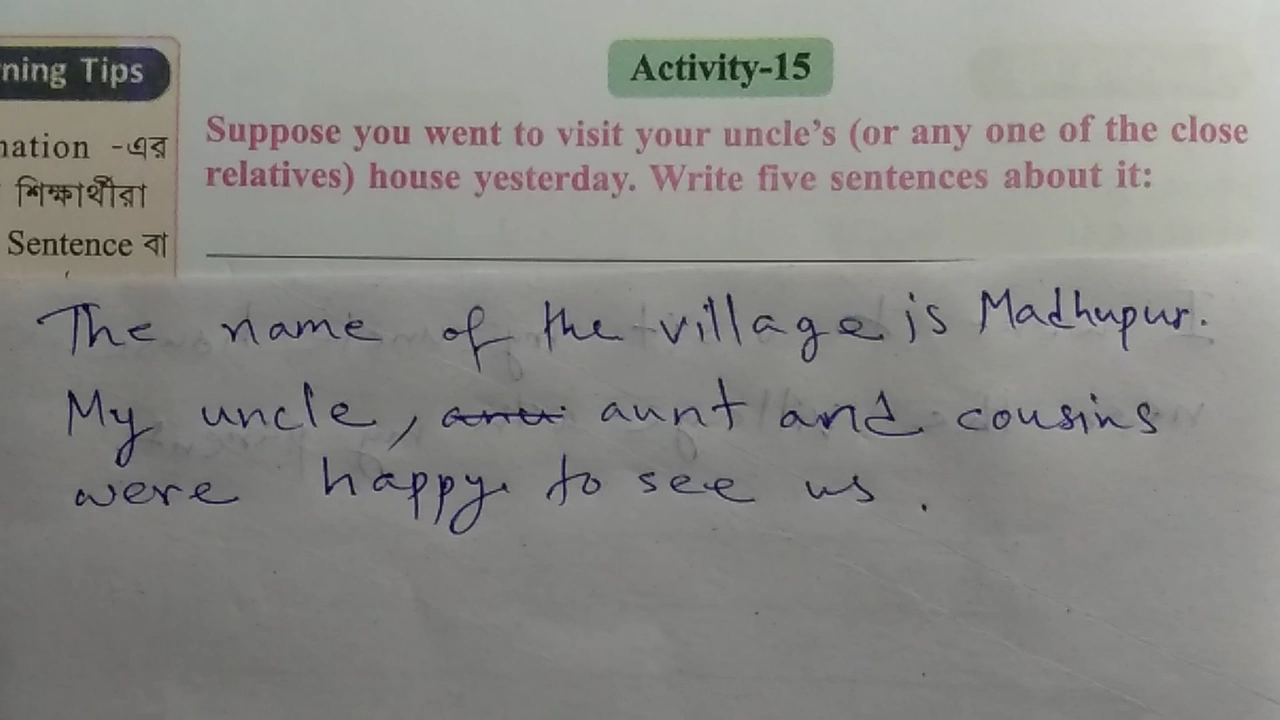 ning Tips
Activity-15
Suppose you went to visit your uncle's (or any one of the close
relatives) house yesterday. Write five sentences about it:
nation -এর
শিক্ষার্থীরা
Sentence বা
The name of the village is Madhupur.
My uncle, aunt and cousins
were happy to see us.